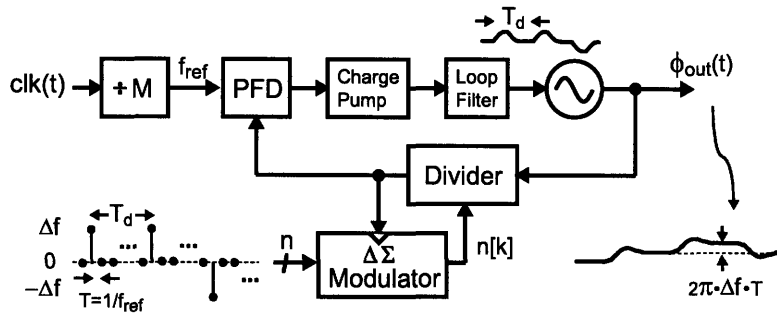 T_d
clk(t)
+ M
f_ref
PFD
Charge
Pump
Loop
Filter
ϕ_out(t)
Divider
Δf
T_d
...
...
0
...
−Δf
T=1/f_ref
n
ΔΣ
Modulator
n[k]
2π•Δf•T